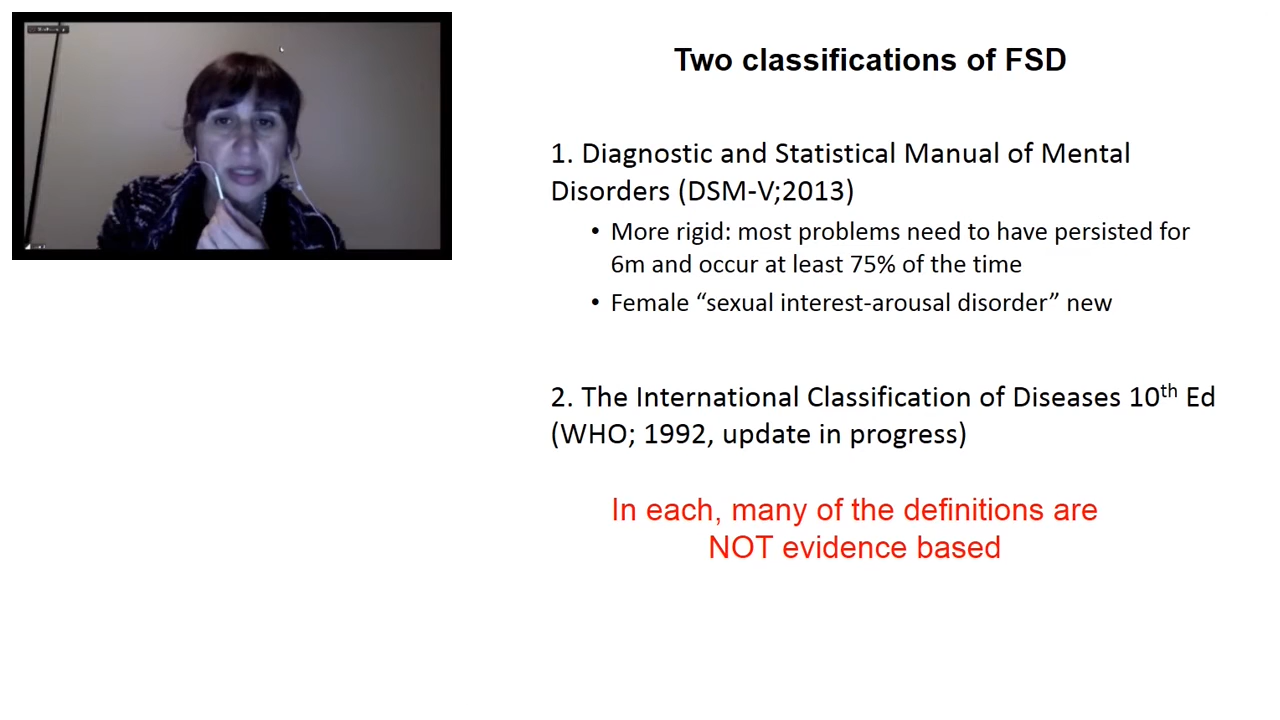 Two classifications of FSD
1. Diagnostic and Statistical Manual of Mental
Disorders (DSM-V;2013)
• More rigid: most problems need to have persisted for
6m and occur at least 75% of the time
• Female “sexual interest-arousal disorder” new
2. The International Classification of Diseases 10th Ed
(WHO; 1992, update in progress)
In each, many of the definitions are
NOT evidence based